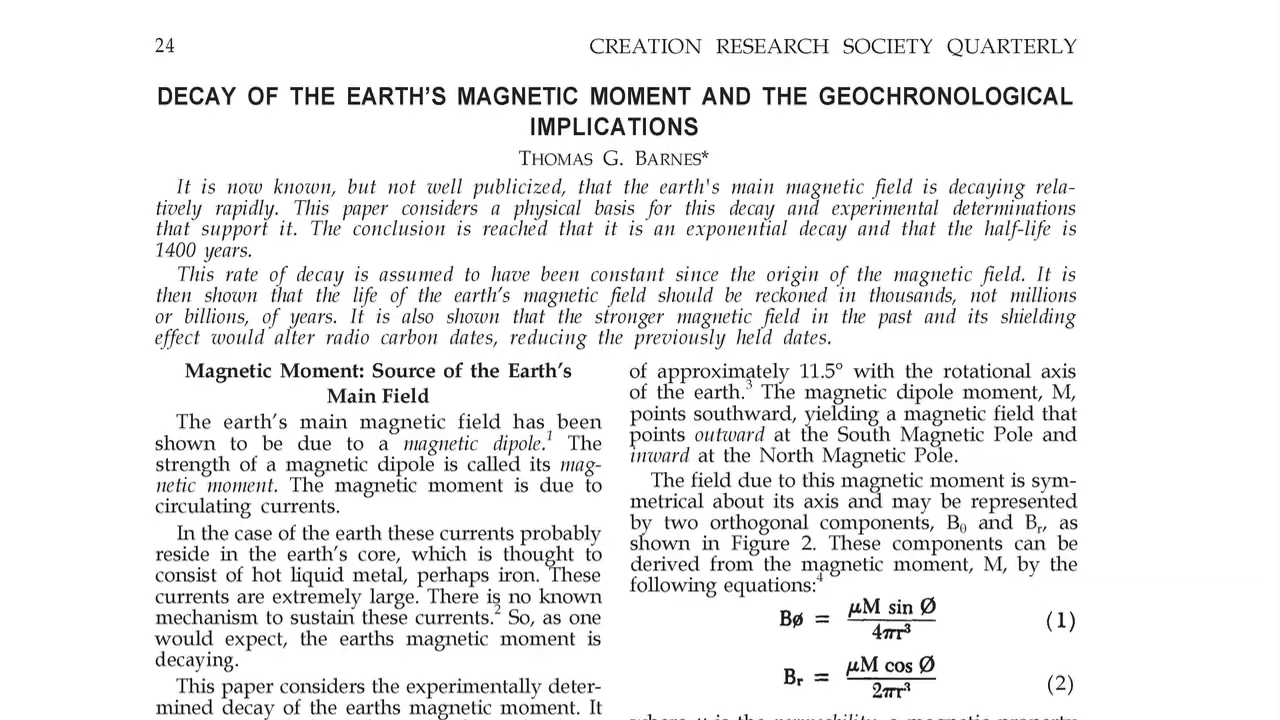 24
CREATION RESEARCH SOCIETY QUARTERLY
DECAY OF THE EARTH'S MAGNETIC MOMENT AND THE GEOCHRONOLOGICAL
IMPLICATIONS
THOMAS G. BARNES*
It is now known, but not well publicized, that the earth's main magnetic field is decaying rela-
tively rapidly. This paper considers a physical basis for this decay and experimental determinations
that support it. The conclusion is reached that it is an exponential decay and that the half-life is
1400 years.
This rate of decay is assumed to have been constant since the origin of the magnetic field. It is
then shown that the life of the earth's magnetic field should be reckoned in thousands, not millions
or billions, of years. It is also shown that the stronger magnetic field in the past and its shielding
effect would alter radio carbon dates, reducing the previously held dates.
Magnetic Moment: Source of the Earth's
Main Field
The earth's main magnetic field has been
shown to be due to a magnetic dipole.¹ The
strength of a magnetic dipole is called its mag-
netic moment. The magnetic moment is due to
circulating currents.
In the case of the earth these currents probably
reside in the earth's core, which is thought to
consist of hot liquid metal, perhaps iron. These
currents are extremely large. There is no known
mechanism to sustain these currents.² So, as one
would expect, the earths magnetic moment is
decaying.
This paper considers the experimentally deter-
mined decay of the earths magnetic moment. It
of approximately 11.5° with the rotational axis
of the earth.³ The magnetic dipole moment, M,
points southward, yielding a magnetic field that
points outward at the South Magnetic Pole and
inward at the North Magnetic Pole.
The field due to this magnetic moment is sym-
metrical about its axis and may be represented
by two orthogonal components, Bθ and Br, as
shown in Figure 2. These components can be
derived from the magnetic moment, M, by the
following equations:⁴
BØ = μM sin Ø / 4πr³ (1)
Br = μM cos Ø / 2πr³ (2)
where μ is the permeability, a magnetic property